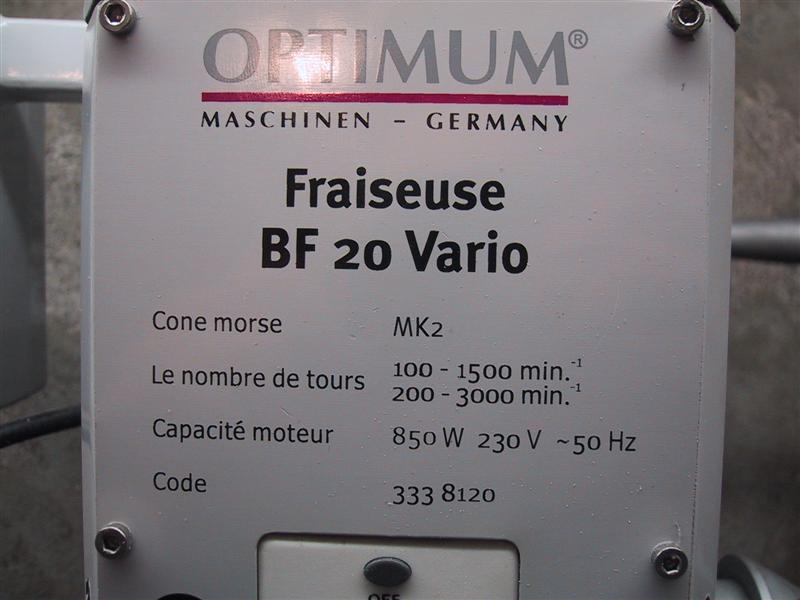 OPTIMUM®
MASCHINEN - GERMANY
Fraiseuse
BF 20 Vario
Cone morse MK2
Le nombre de tours 100 - 1500 min.⁻¹
200 - 3000 min.⁻¹
Capacité moteur 850 W 230 V ~50 Hz
Code 333 8120
OFF